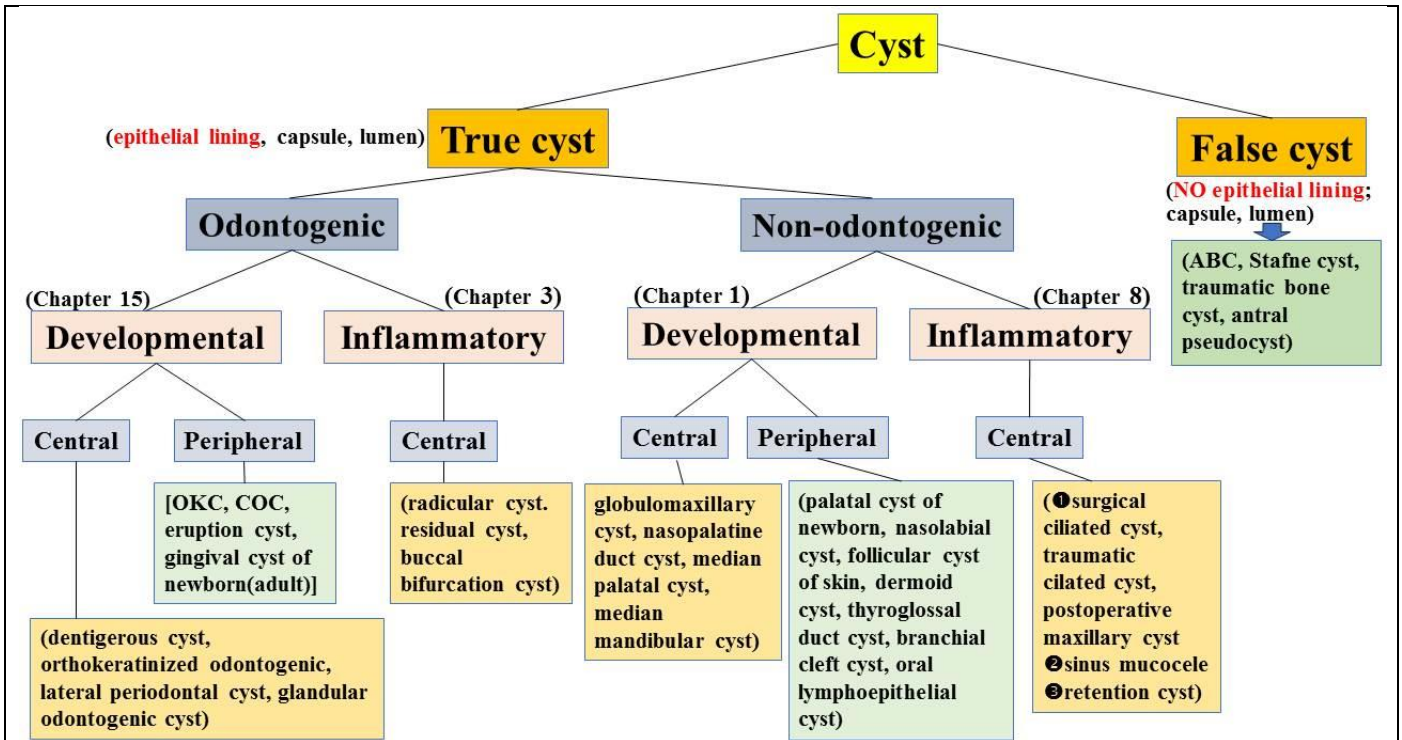 Cyst
(epithelial lining, capsule, lumen)
True cyst
False cyst
(NO epithelial lining;
capsule, lumen)
(ABC, Stafne cyst,
traumatic bone
cyst, antral
pseudocyst)
Odontogenic
Non-odontogenic
(Chapter 15)
(Chapter 3)
(Chapter 1)
(Chapter 8)
Developmental
Inflammatory
Developmental
Inflammatory
Central
Peripheral
Central
Central
Peripheral
Central
[OKC, COC,
eruption cyst,
gingival cyst of
newborn(adult)]
(dentigerous cyst,
orthokeratinized odontogenic,
lateral periodontal cyst, glandular
odontogenic cyst)
(radicular cyst.
residual cyst,
buccal
bifurcation cyst)
globulomaxillary
cyst, nasopalatine
duct cyst, median
palatal cyst,
median
mandibular cyst)
(palatal cyst of
newborn, nasolabial
cyst, follicular cyst
of skin, dermoid
cyst, thyroglossal
duct cyst, branchial
cleft cyst, oral
lymphoepithelial
cyst)
(❶surgical
ciliated cyst,
traumatic
cilated cyst,
postoperative
maxillary cyst
❷sinus mucocele
❸retention cyst)